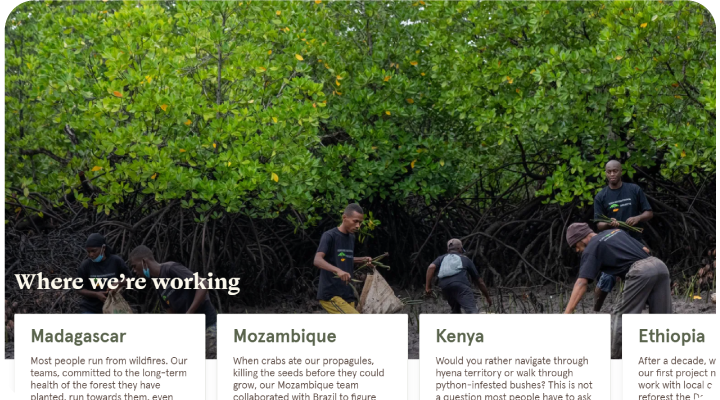 Where we're working
Madagascar
Most people run from wildfires. Our
teams, committed to the long-term
health of the forest they have
planted, run towards them, even
Mozambique
When crabs ate our propagules,
killing the seeds before they could
grow, our Mozambique team
collaborated with Brazil to figure
Kenya
Would you rather navigate through
hyena territory or walk through
python-infested bushes? This is not
a question most people have to ask
Ethiopia
After a decade, w
our first project n
work with local c
reforest the